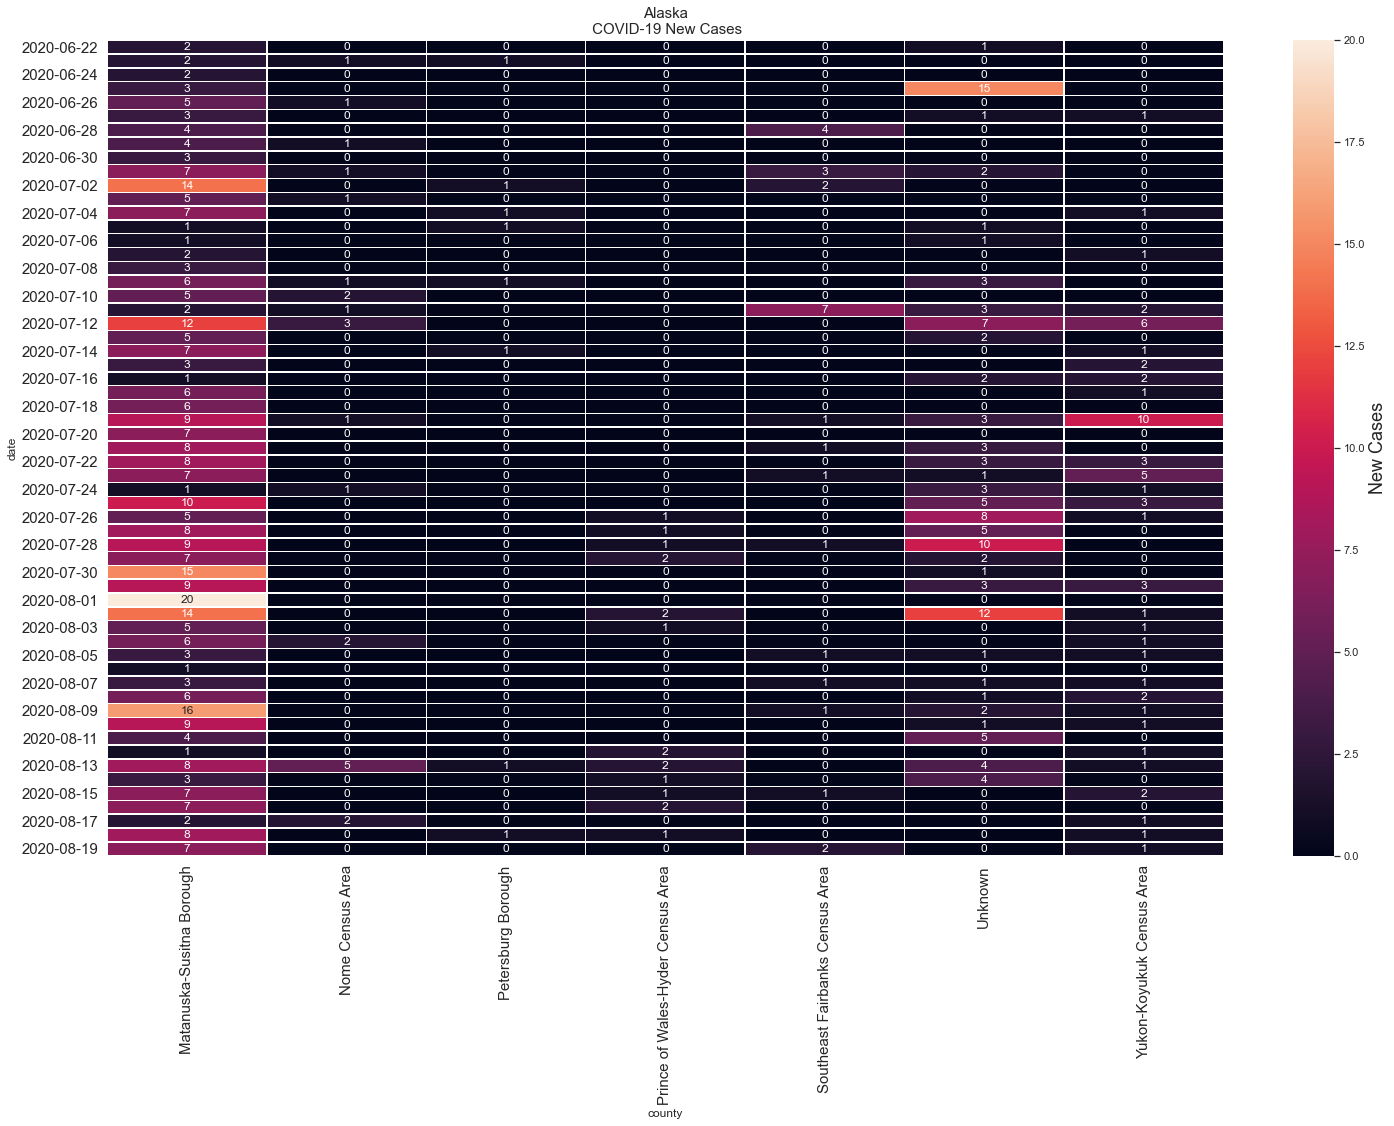 Alaska
COVID-19 New Cases
2020-06-22 2 0 0 0 0 1 0
2 1 1 0 0 0 0
2020-06-24 2 0 0 0 0 0 0
3 0 0 0 0 15 0
2020-06-26 5 1 0 0 0 0 0
3 0 0 0 0 1 1
2020-06-28 4 0 0 0 4 0 0
4 1 0 0 0 0 0
2020-06-30 3 0 0 0 0 0 0
7 1 0 0 3 2 0
2020-07-02 14 0 1 0 2 0 0
5 1 0 0 0 0 0
2020-07-04 7 0 1 0 0 0 1
1 0 1 0 0 1 0
2020-07-06 1 0 0 0 0 1 0
2 0 0 0 0 0 1
2020-07-08 3 0 0 0 0 0 0
6 1 1 0 0 3 0
2020-07-10 5 2 0 0 0 0 0
2 1 0 0 7 3 2
2020-07-12 12 3 0 0 0 7 6
5 0 0 0 0 2 0
2020-07-14 7 0 1 0 0 0 1
3 0 0 0 0 0 2
2020-07-16 1 0 0 0 0 2 2
6 0 0 0 0 0 1
2020-07-18 6 0 0 0 0 0 0
9 1 0 0 1 3 10
2020-07-20 7 0 0 0 0 0 0
8 0 0 0 1 3 0
2020-07-22 8 0 0 0 0 3 3
7 0 0 0 1 1 5
2020-07-24 1 1 0 0 0 3 1
10 0 0 0 0 5 3
2020-07-26 5 0 0 1 0 8 1
8 0 0 1 0 5 0
2020-07-28 9 0 0 1 1 10 0
7 0 0 2 0 2 0
2020-07-30 15 0 0 0 0 1 0
9 0 0 0 0 3 3
2020-08-01 20 0 0 0 0 0 0
14 0 0 2 0 12 1
2020-08-03 5 0 0 1 0 0 1
6 2 0 0 0 0 1
2020-08-05 3 0 0 0 1 1 1
1 0 0 0 0 0 0
2020-08-07 3 0 0 0 1 1 1
6 0 0 0 0 1 2
2020-08-09 16 0 0 0 1 2 1
9 0 0 0 0 1 1
2020-08-11 4 0 0 0 0 5 0
1 0 0 2 0 0 1
2020-08-13 8 5 1 2 0 4 1
3 0 0 1 0 4 0
2020-08-15 7 0 0 1 1 0 2
7 0 0 2 0 0 0
2020-08-17 2 2 0 0 0 0 1
8 0 1 1 0 0 1
2020-08-19 7 0 0 0 2 0 1
date
Matanuska-Susitna Borough
Nome Census Area
Petersburg Borough
Prince of Wales-Hyder Census Area
Southeast Fairbanks Census Area
Unknown
Yukon-Koyukuk Census Area
county
20.0
17.5
15.0
12.5
10.0
7.5
5.0
2.5
0.0
New Cases